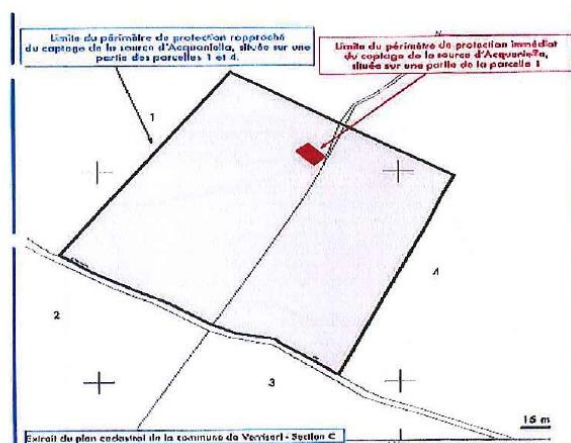 Limite du périmètre de protection rapproché
du captage de la source d'Acquaniella, située sur une
partie des parcelles 1 et 4.
Limite du périmètre de protection immédiat
du captage de la source d'Acquaniella,
située sur une partie de la parcelle 1
1
4
2
3
15 m
Extrait du plan cadastral de la commune de Ventiseri - Section C